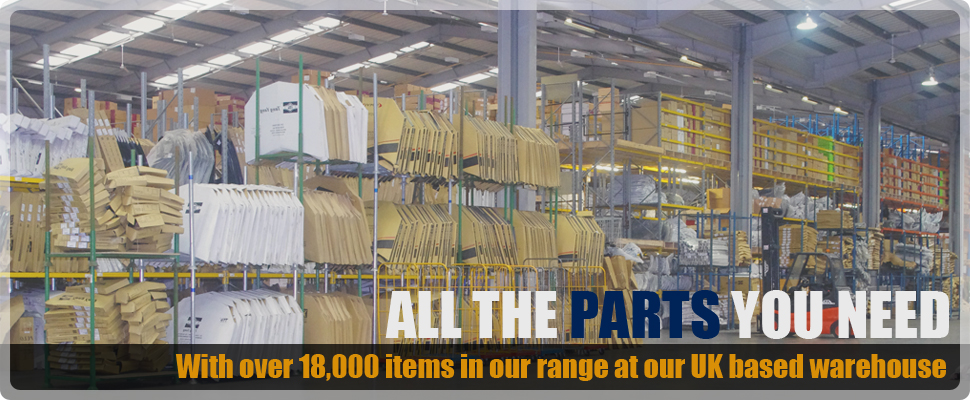 ALL THE PARTS YOU NEED
With over 18,000 items in our range at our UK based warehouse